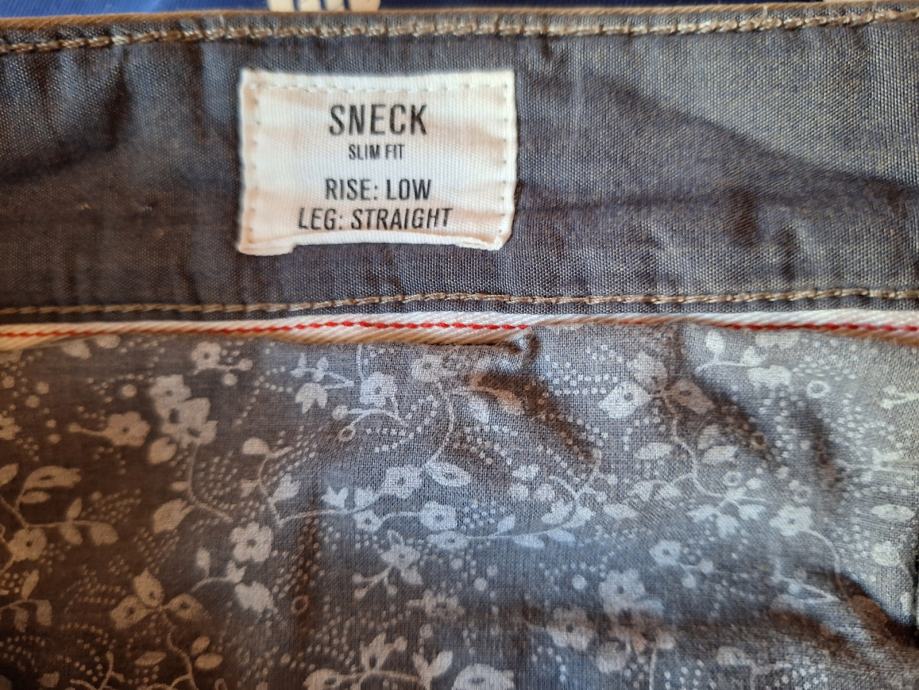 SNECK
SLIM FIT
RISE: LOW
LEG: STRAIGHT